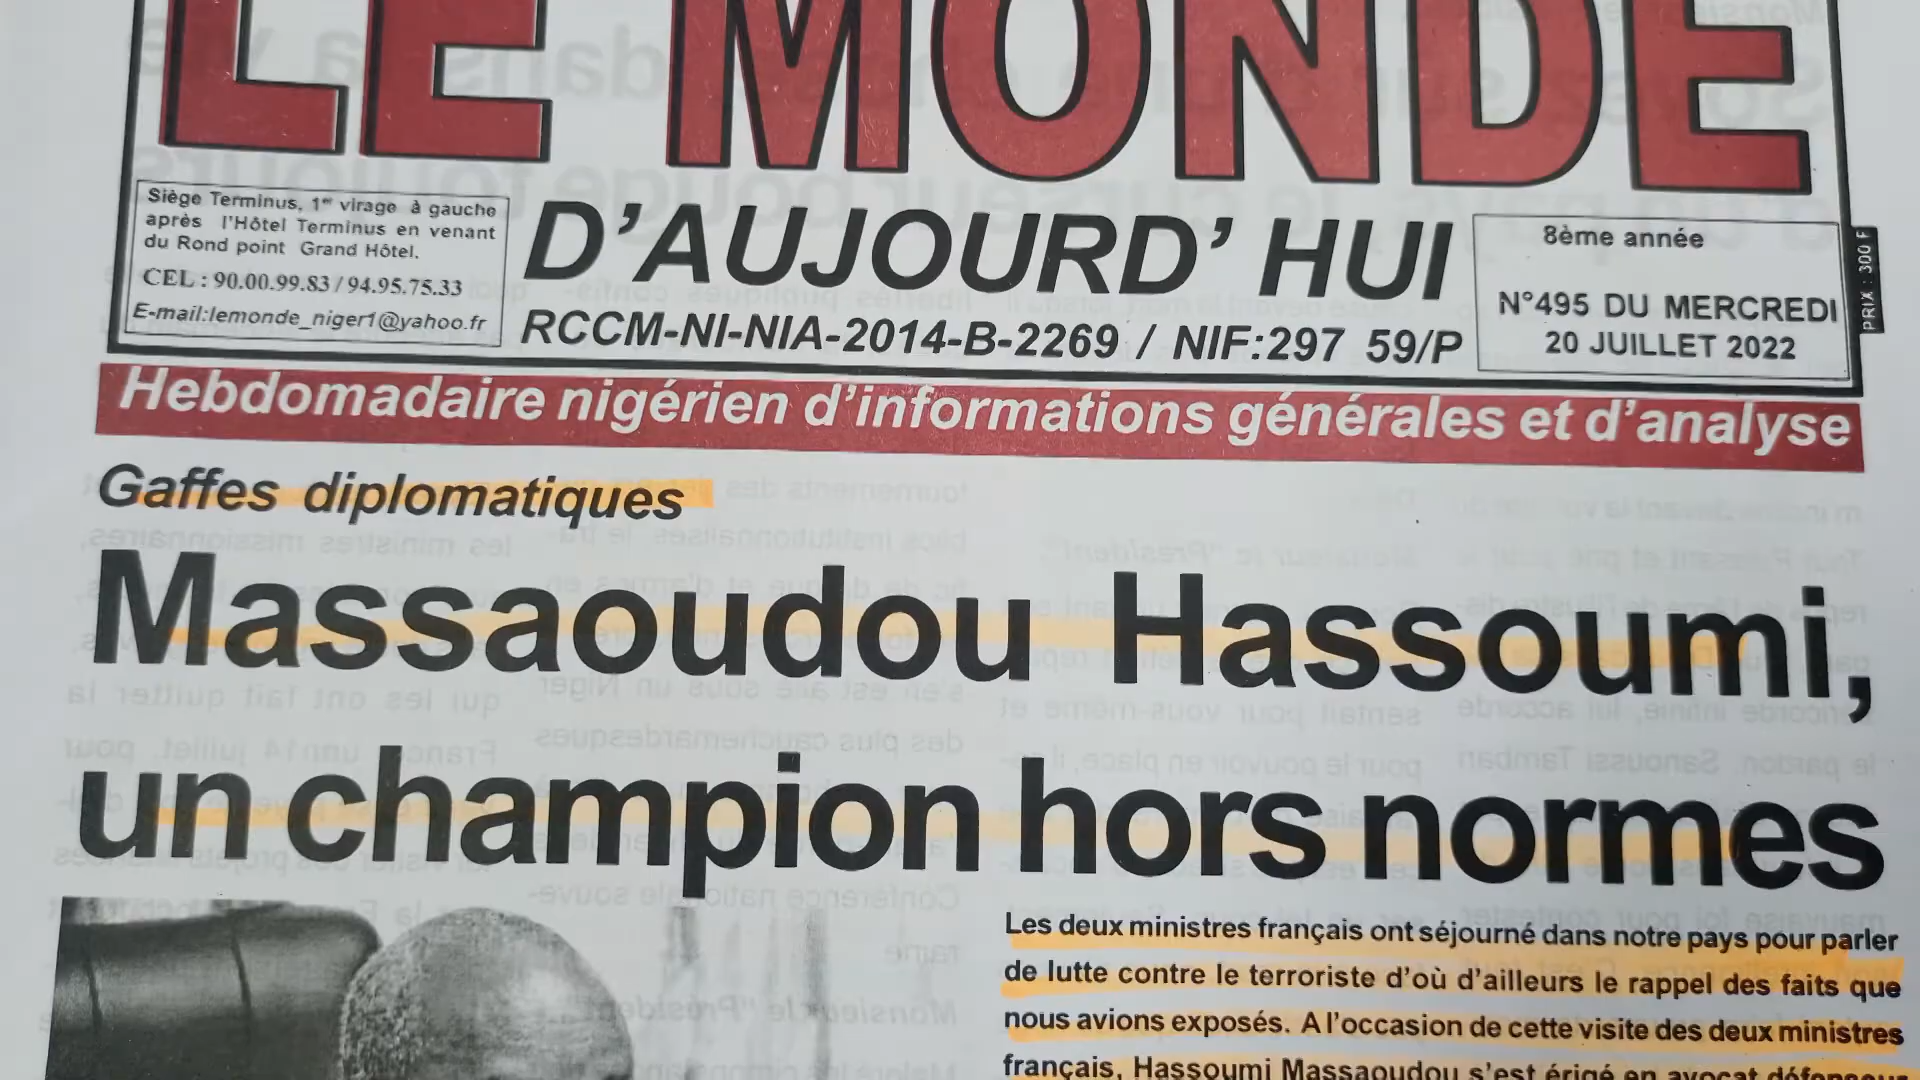 LE MONDE
D'AUJOURD' HUI
Siège Terminus, 1er virage à gauche
après l'Hôtel Terminus en venant
du Rond point Grand Hôtel.
CEL : 90.00.99.83 / 94.95.75.33
E-mail:lemonde_niger1@yahoo.fr
RCCM-NI-NIA-2014-B-2269 / NIF:297 59/P
8ème année
N°495 DU MERCREDI
20 JUILLET 2022
PRIX : 300 F
Hebdomadaire nigérien d'informations générales et d'analyse
Gaffes diplomatiques
Massaoudou Hassoumi,
un champion hors normes
Les deux ministres français ont séjourné dans notre pays pour parler
de lutte contre le terroriste d'où d'ailleurs le rappel des faits que
nous avions exposés. A l'occasion de cette visite des deux ministres
français, Hassoumi Massaoudou s'est érigé en avocat défenseur